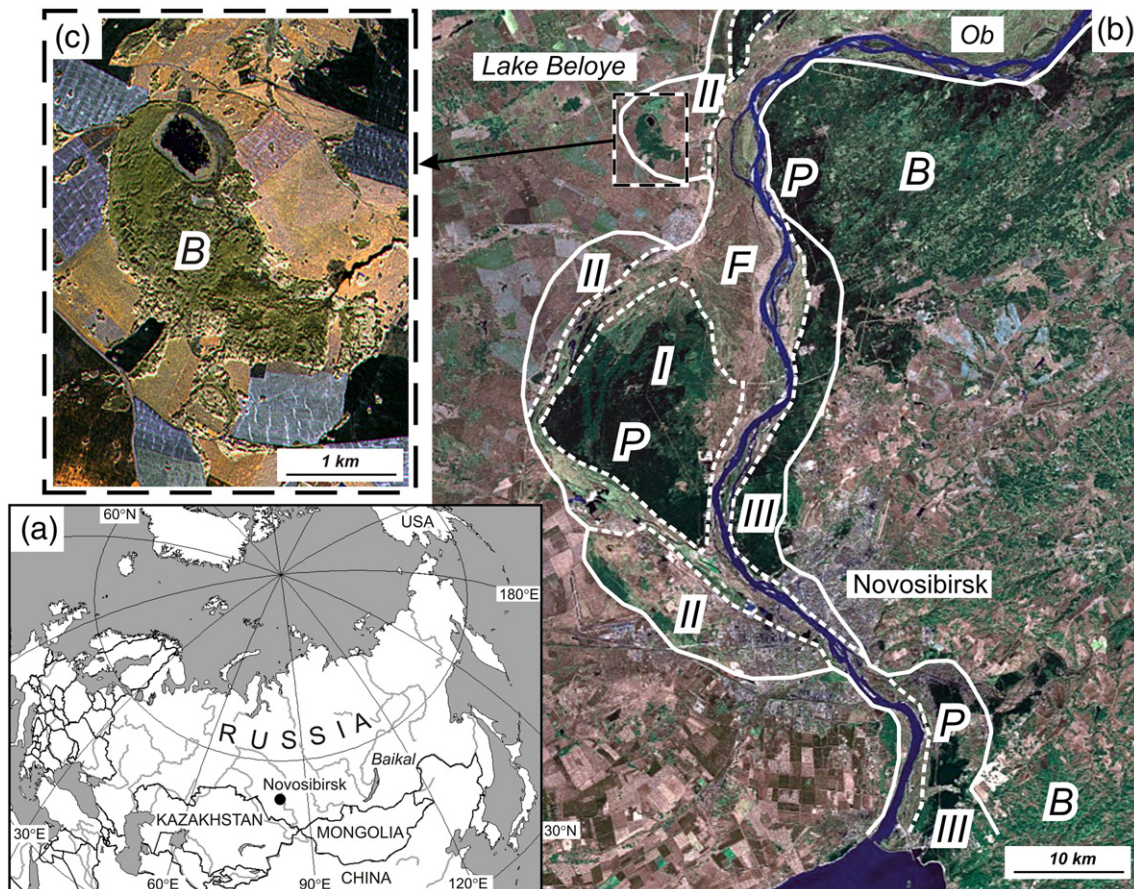 (c)
B
1 km
(b)
Ob
Lake Beloye
II
P
B
F
II
I
P
III
Novosibirsk
II
P
B
III
10 km
(a)
60°N
USA
180°E
RUSSIA
Baikal
Novosibirsk
KAZAKHSTAN
MONGOLIA
30°E
30°N
CHINA
60°E
90°E
120°E